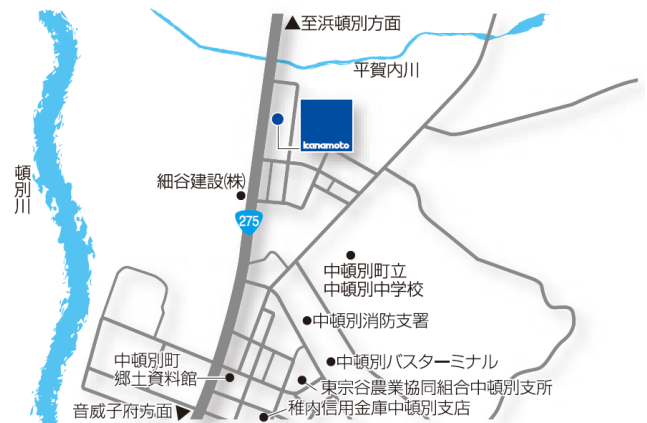 ▲至浜頓別方面
平賀内川
kanamoto
頓別川
細谷建設㈱
275
中頓別町立
中頓別中学校
中頓別消防支署
中頓別町
郷土資料館
中頓別バスターミナル
東宗谷農業協同組合中頓別支所
稚内信用金庫中頓別支店
音威子府方面